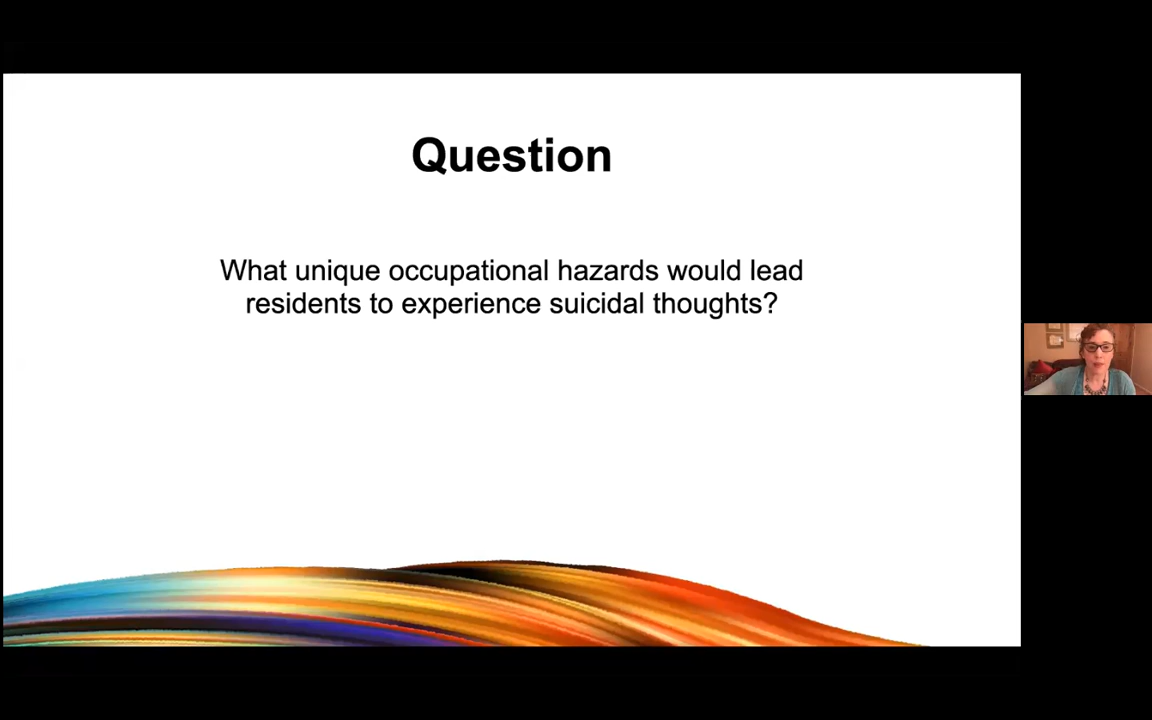 Question
What unique occupational hazards would lead
residents to experience suicidal thoughts?